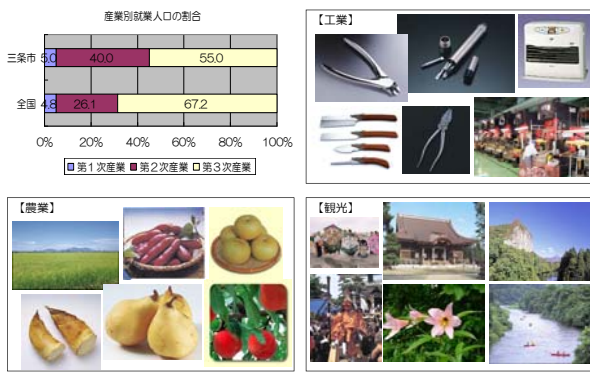 産業別就業人口の割合
三条市 5.0 40.0 55.0
全国 4.8 26.1 67.2
0% 20% 40% 60% 80% 100%
第1次産業 第2次産業 第3次産業
【工業】
【農業】
【観光】